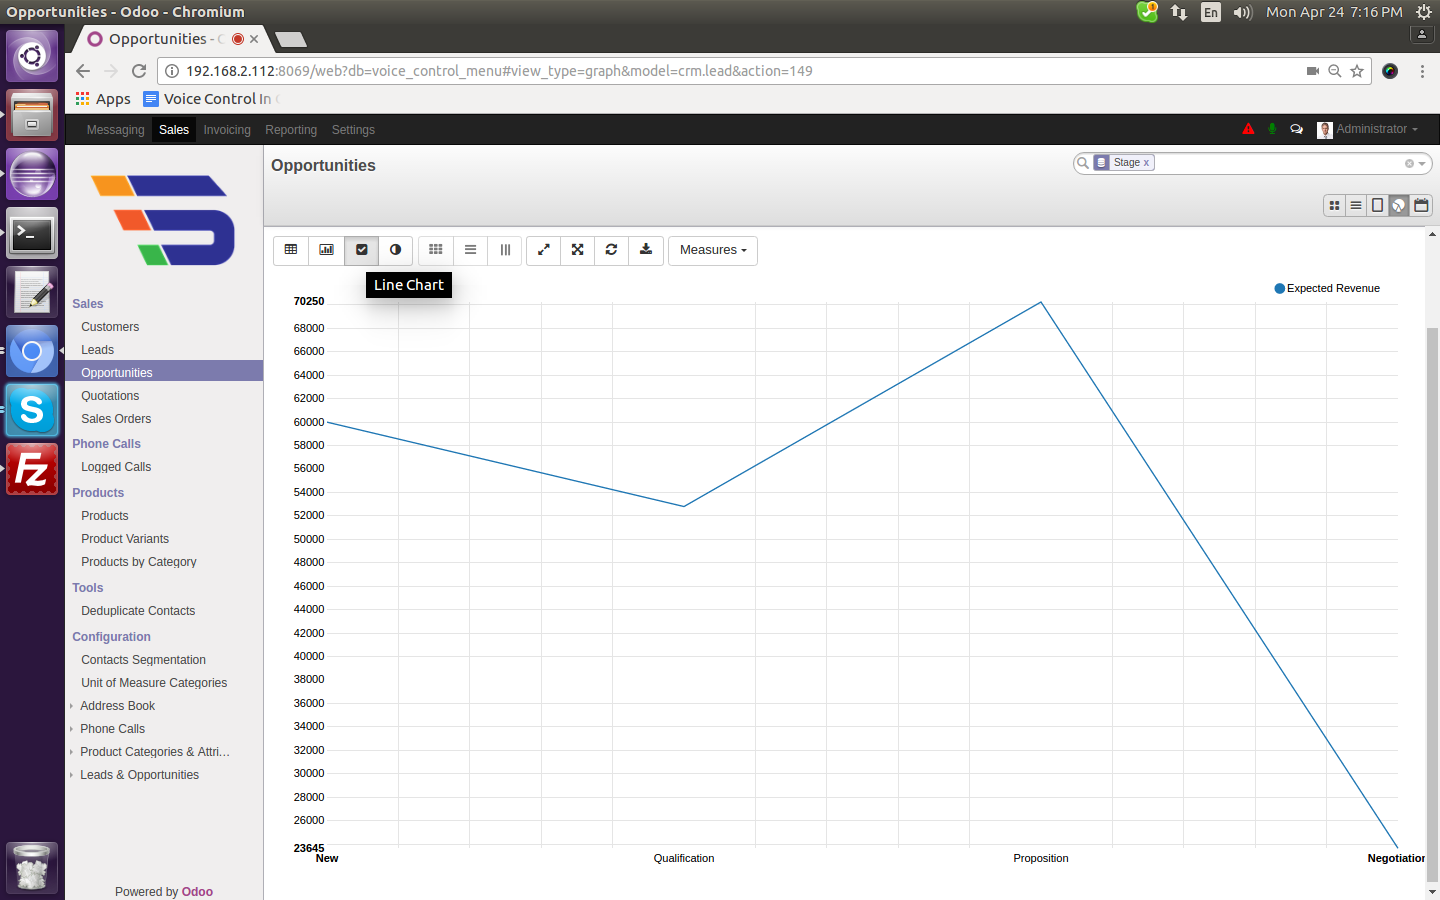 Opportunities - Odoo - Chromium
En
Mon Apr 24 7:16 PM
Opportunities -
192.168.2.112:8069/web?db=voice_control_menu#view_type=graph&model=crm.lead&action=149
Apps
Voice Control In
Messaging
Sales
Invoicing
Reporting
Settings
Administrator
Opportunities
Stage x
Measures
Line Chart
Expected Revenue
Sales
Customers
Leads
Opportunities
Quotations
Sales Orders
Phone Calls
Logged Calls
Products
Products
Product Variants
Products by Category
Tools
Deduplicate Contacts
Configuration
Contacts Segmentation
Unit of Measure Categories
Address Book
Phone Calls
Product Categories & Attri...
Leads & Opportunities
Powered by Odoo
70250
68000
66000
64000
62000
60000
58000
56000
54000
52000
50000
48000
46000
44000
42000
40000
38000
36000
34000
32000
30000
28000
26000
23645
New
Qualification
Proposition
Negotiation